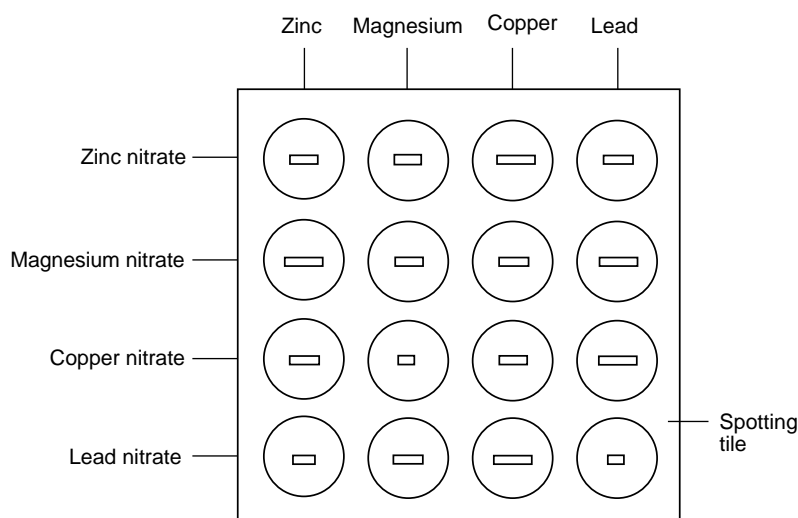 Zinc Magnesium Copper Lead
Zinc nitrate
Magnesium nitrate
Copper nitrate
Lead nitrate
Spotting
tile